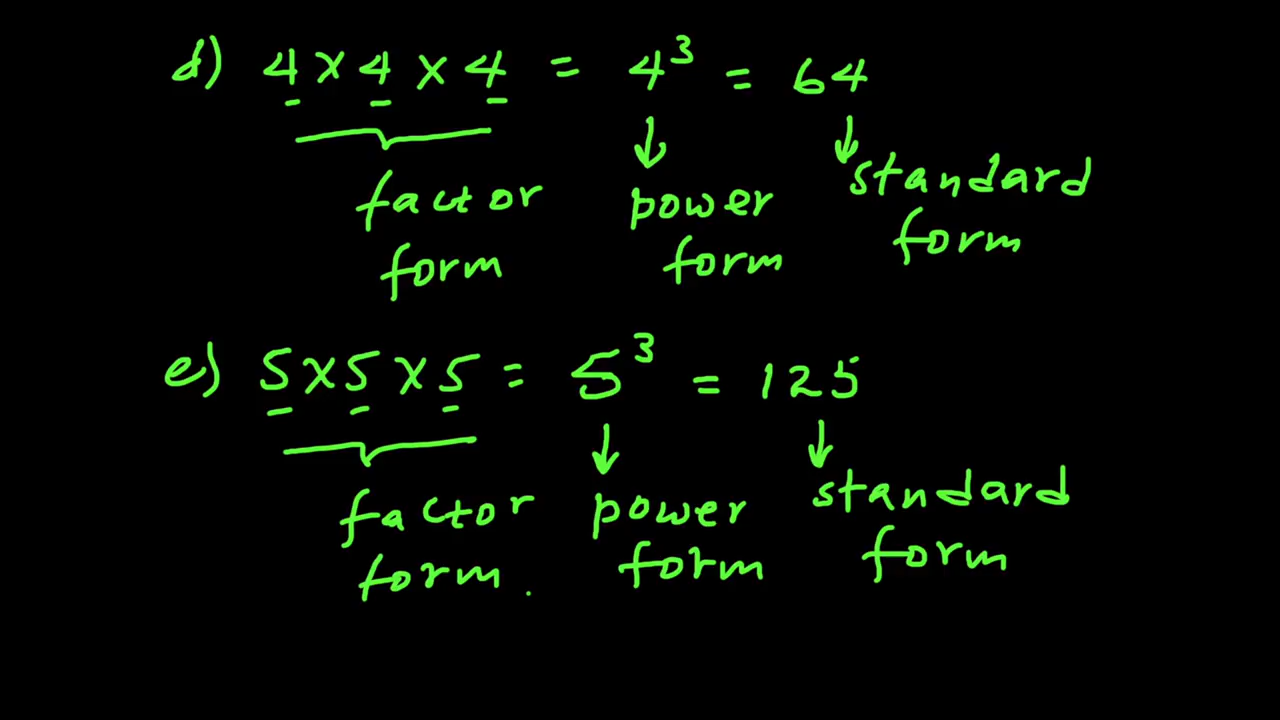 d) 4 × 4 × 4 = 4³ = 64
factor power standard
form form form
e) 5 × 5 × 5 = 5³ = 125
factor power standard
form. form form